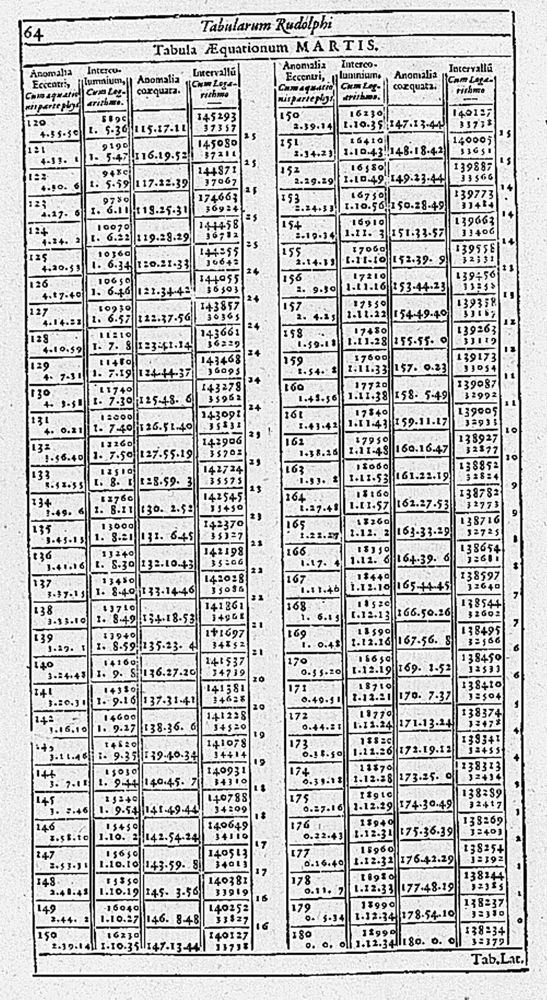 64 Tabularum Rudolphi
Tabula Æquationum MARTIS.
Anomalia Interco- Intervallū
Eccentri, lumnium, Anomalia Cum Loga-
Cum æquatio Cum Log- coæquata. rithmo
nis parte phys arithmo.
120 145293
1. 5.36 115.17.11 37357
25
121 9190 145080
4.33. 1 1. 5.47 116.19.52 37211
25
122 9480 144871
4.30. 6 1. 5.59 117.22.39 37067
25
123 9780 174663
4.27. 6 1. 6.11 118.25.31 36924
25
124 10070 144458
4.24. 2 1. 6.22 119.28.29 36782
25
125 10360 144255
4.20.53 1. 6.34 120.21.33 36642
24
126 10650 144055
4.17.40 1. 6.46 121.34.42 36503
24
127 10930 143857
4.14.22 1. 6.57 122.37.56 36365
24
128 11210 143661
4.10.59 1. 7. 8 123.41.14 36229
24
129 11480 143468
4. 7.31 1. 7.19 124.44.37 36095
24
130 11740 143278
4. 3.58 1. 7.30 125.48. 6 35962
24
131 12000 143091
4. 0.21 1. 7.40 126.51.40 35831
23
132 12260 142906
3.56.40 1. 7.50 127.55.19 35702
23
133 12510 142724
3.52.55 1. 8. 1 128.59. 3 35575
23
134 12760 142545
3.49. 6 1. 8.11 130. 2.52 35450
23
135 13000 142370
3.45.13 1. 8.21 131. 6.45 35327
23
136 13240 142198
3.41.16 1. 8.30 132.10.43 35206
22
137 13480 142028
3.37.15 1. 8.40 133.14.46 35086
22
138 13710 141861
3.33.10 1. 8.49 134.18.53 34968
21
139 13940 141697
3.29. 1 1. 8.59 135.23. 4 34852
21
140 14160 141537
3.24.48 1. 9. 8 136.27.20 34739
20
141 14380 141381
3.20.31 1. 9.16 137.31.41 34628
20
142 14600 141228
3.16.10 1. 9.27 138.36. 6 34520
19
143 14820 141078
3.11.46 1. 9.35 139.40.34 34414
19
144 15030 140931
3. 7.18 1. 9.44 140.45. 7 34310
18
145 15240 140788
3. 2.46 1. 9.54 141.49.44 34209
18
146 15450 140649
2.58.10 1.10. 2 142.54.24 34110
17
147 15650 140513
2.53.31 1.10.10 143.59. 8 34013
17
148 15850 140381
2.48.48 1.10.19 145. 3.56 33919
16
149 16040 140252
2.44. 2 1.10.27 146. 8.48 33827
16
150 16230 140127
2.39.14 1.10.35 147.13.44 33738
Anomalia Interco- Intervallū
Eccentri, lumnium, Anomalia Cum Loga-
Cum æquatio Cum Log- coæquata. rithmo
nis parte phys arithmo.
150 16230 140127
2.39.14 1.10.35 147.13.44 33738
15
151 16410 140005
2.34.23 1.10.43 148.18.42 33651
15
152 16580 139887
2.29.29 1.10.49 149.23.44 33566
14
153 16750 139773
2.24.33 1.10.56 150.28.49 33484
14
154 16910 139663
2.19.34 1.11. 3 151.33.57 33406
14
155 17060 139558
2.14.33 1.11.10 152.39. 9
13
156 17210 139456
2. 9.30 1.11.16 153.44.23
13
157 17350 139358
2. 4.25 1.11.22 154.49.40
12
158 17480 139263
1.59.18 1.11.28 155.55. 0 33119
12
159 17600 139173
1.54. 8 1.11.33 157. 0.23 33054
11
160 17720 139087
1.48.56 1.11.38 158. 5.49 32992
11
161 17840 139005
1.43.42 1.11.43 159.11.17 32933
10
162 17950 138927
1.38.26 1.11.48 160.16.47 32877
10
163 18060 138852
1.33. 8 1.11.53 161.22.19 32824
9
164 18160 138782
1.27.48 1.11.57 162.27.53 32773
9
165 18260 138716
1.22.27 1.12. 2 163.33.29 32725
8
166 18350 138654
1.17. 4 1.12. 6 164.39. 6 32681
8
167 18440 138597
1.11.40 1.12.10 165.44.45 32640
7
168 18520 138544
1. 6.15 1.12.13 166.50.26 32602
7
169 18590 138495
1. 0.48 1.12.16 167.56. 8 32566
6
170 18650 138450
0.55.20 1.12.19 169. 1.52 32533
6
171 18710 138410
0.49.51 1.12.21 170. 7.37 32504
5
172 18770 138374
0.44.21 1.12.24 171.13.24 32478
4
173 18820 138341
0.38.50 1.12.26 172.19.12 32455
4
174 18870 138313
0.33.18 1.12.28 173.25. 0 32434
3
175 18910 138289
0.27.16 1.12.29 174.30.49 32417
3
176 18940 138269
0.22.43 1.12.31 175.36.39 32403
2
177 18960 138254
0.16.40 1.12.32 176.42.29 32392
1
178 18980 138244
0.11. 7 1.12.33 177.48.19 32385
1
179 18990 138237
0. 5.34 1.12.34 178.54.10 32380
0
180 18990 138234
0. 0. 0 1.12.34 180. 0. 0 32379
Tab.Lat.